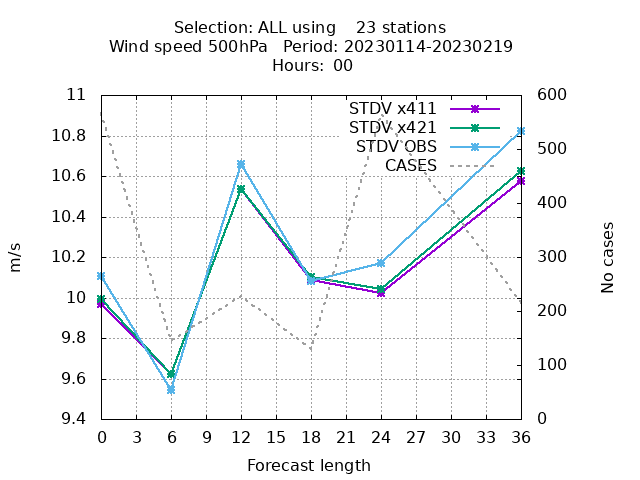 Selection: ALL using    23 stations
Wind speed 500hPa   Period: 20230114-20230219
Hours:  00
11
10.8
10.6
10.4
10.2
10
9.8
9.6
9.4
m/s
STDV x411
STDV x421
STDV OBS
CASES
600
500
400
300
200
100
0
No cases
0 3 6 9 12 15 18 21 24 27 30 33 36
Forecast length